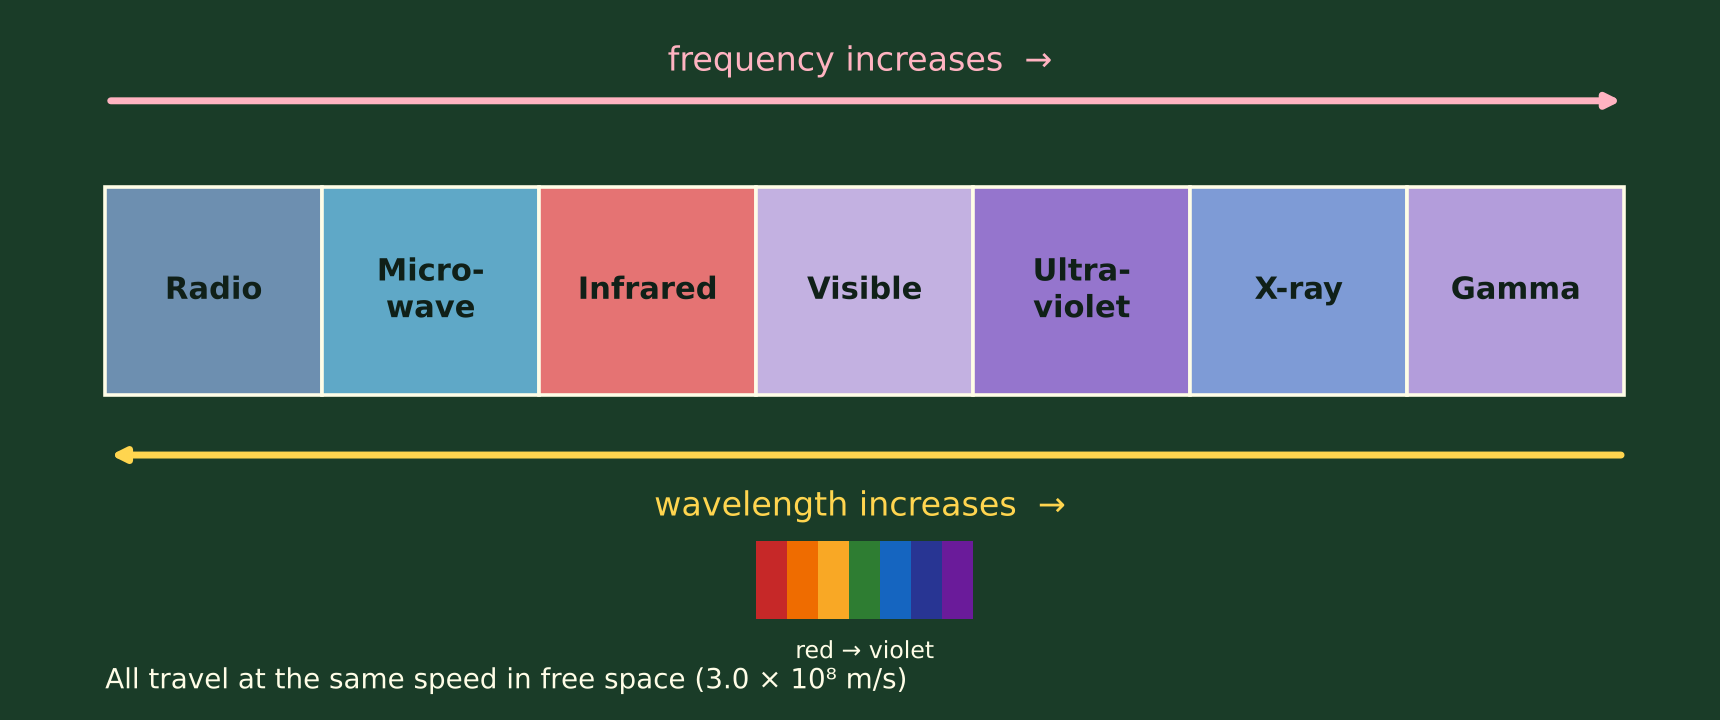 frequency increases →
Radio
Micro-
wave
Infrared
Visible
Ultra-
violet
X-ray
Gamma
wavelength increases →
red → violet
All travel at the same speed in free space (3.0 × 10⁸ m/s)